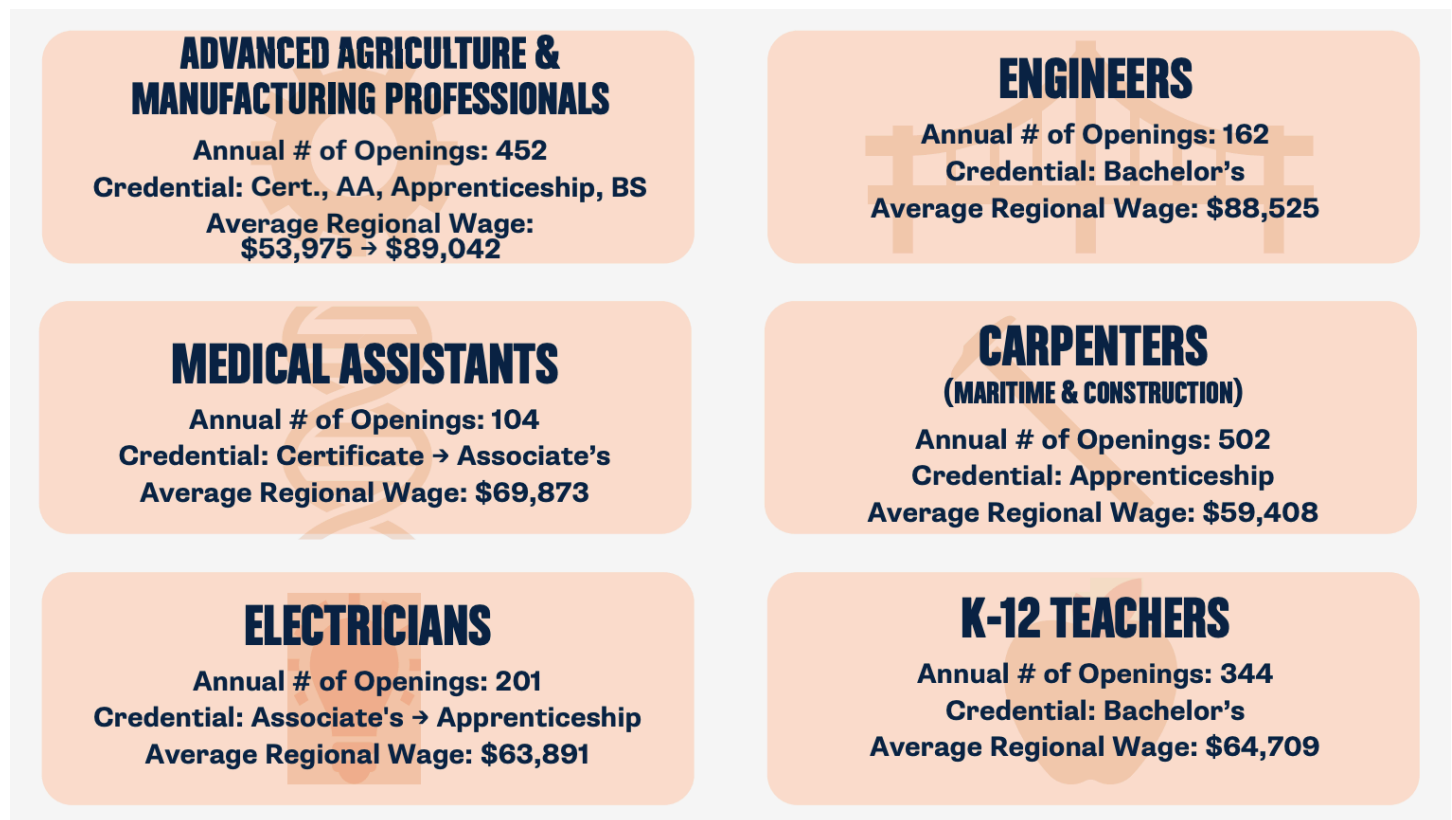 ADVANCED AGRICULTURE &
MANUFACTURING PROFESSIONALS
Annual # of Openings: 452
Credential: Cert., AA, Apprenticeship, BS
Average Regional Wage:
$53,975 → $89,042
ENGINEERS
Annual # of Openings: 162
Credential: Bachelor’s
Average Regional Wage: $88,525
MEDICAL ASSISTANTS
Annual # of Openings: 104
Credential: Certificate → Associate’s
Average Regional Wage: $69,873
CARPENTERS
(MARITIME & CONSTRUCTION)
Annual # of Openings: 502
Credential: Apprenticeship
Average Regional Wage: $59,408
ELECTRICIANS
Annual # of Openings: 201
Credential: Associate's → Apprenticeship
Average Regional Wage: $63,891
K-12 TEACHERS
Annual # of Openings: 344
Credential: Bachelor’s
Average Regional Wage: $64,709